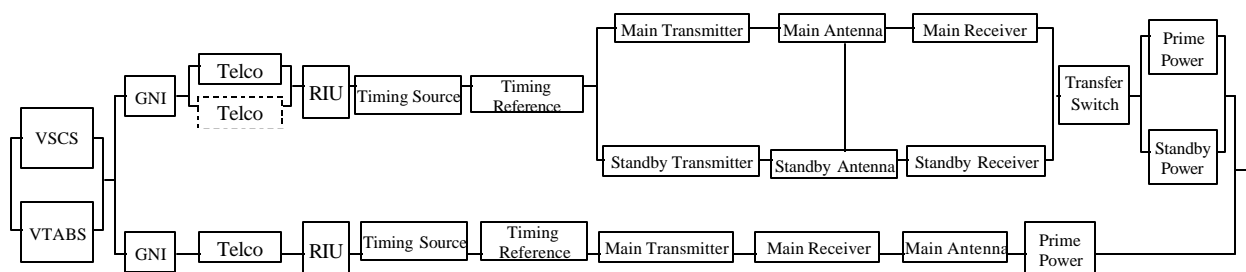 Main Transmitter
Main Antenna
Main Receiver
Prime
Power
Telco
GNI
RIU
Timing Source
Timing
Reference
Transfer
Switch
Telco
VSCS
Standby Transmitter
Standby Antenna
Standby Receiver
Standby
Power
VTABS
GNI
Telco
RIU
Timing Source
Timing
Reference
Main Transmitter
Main Receiver
Main Antenna
Prime
Power